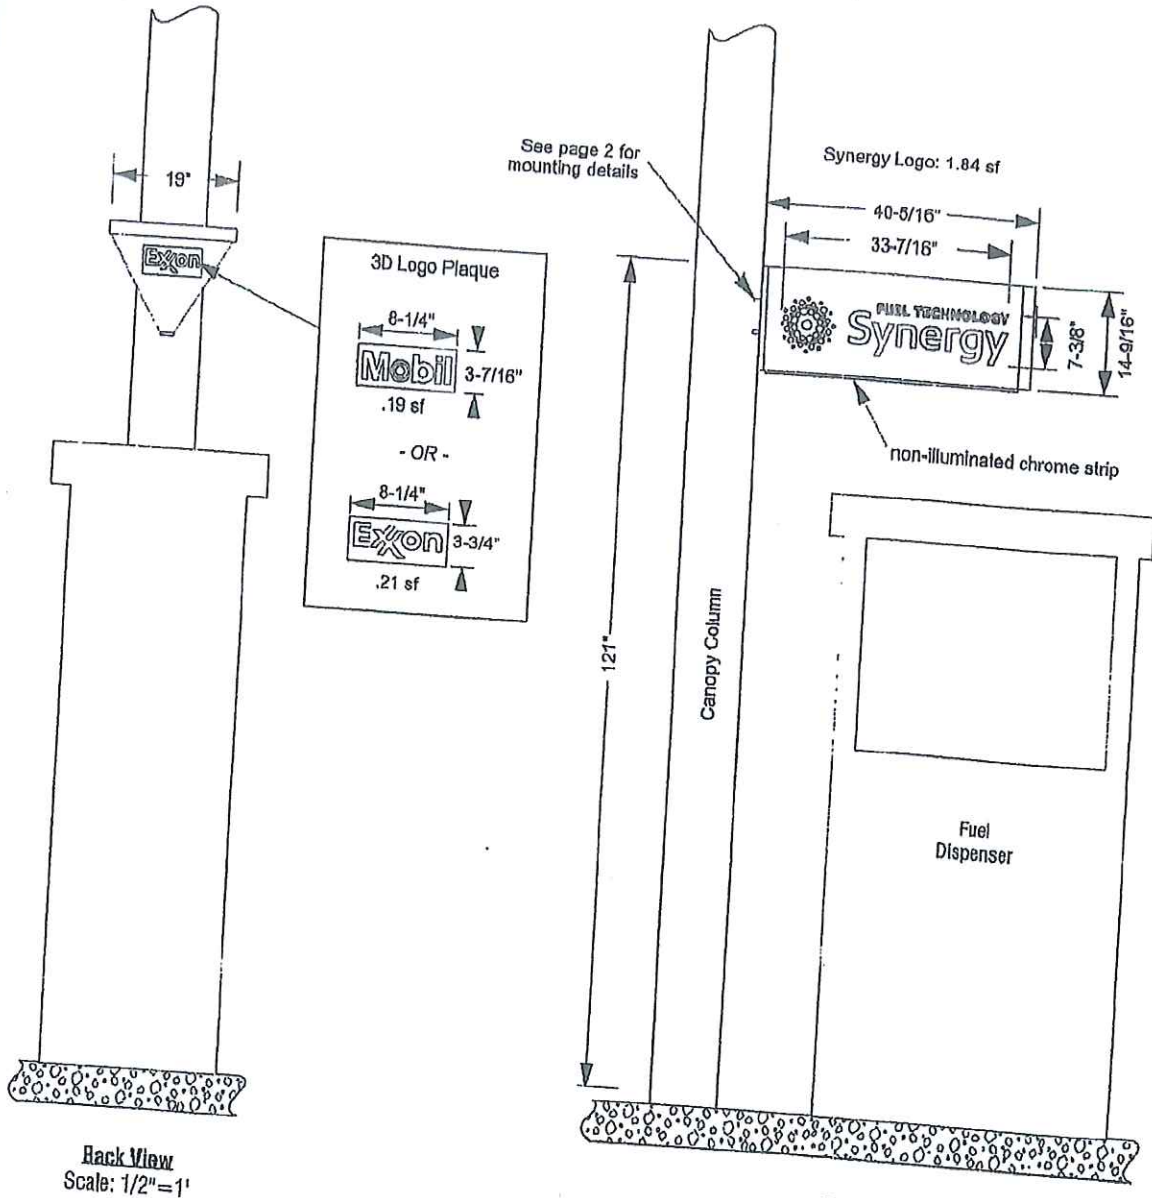 19"
Exxon
3D Logo Plaque
8-1/4"
Mobil
3-7/16"
.19 sf
- OR -
8-1/4"
Exxon
3-3/4"
.21 sf
Back View
Scale: 1/2"=1'
See page 2 for
mounting details
Synergy Logo: 1.84 sf
40-5/16"
33-7/16"
FUEL TECHNOLOGY
Synergy
7-3/8"
14-9/16"
non-illuminated chrome strip
121"
Canopy Column
Fuel
Dispenser